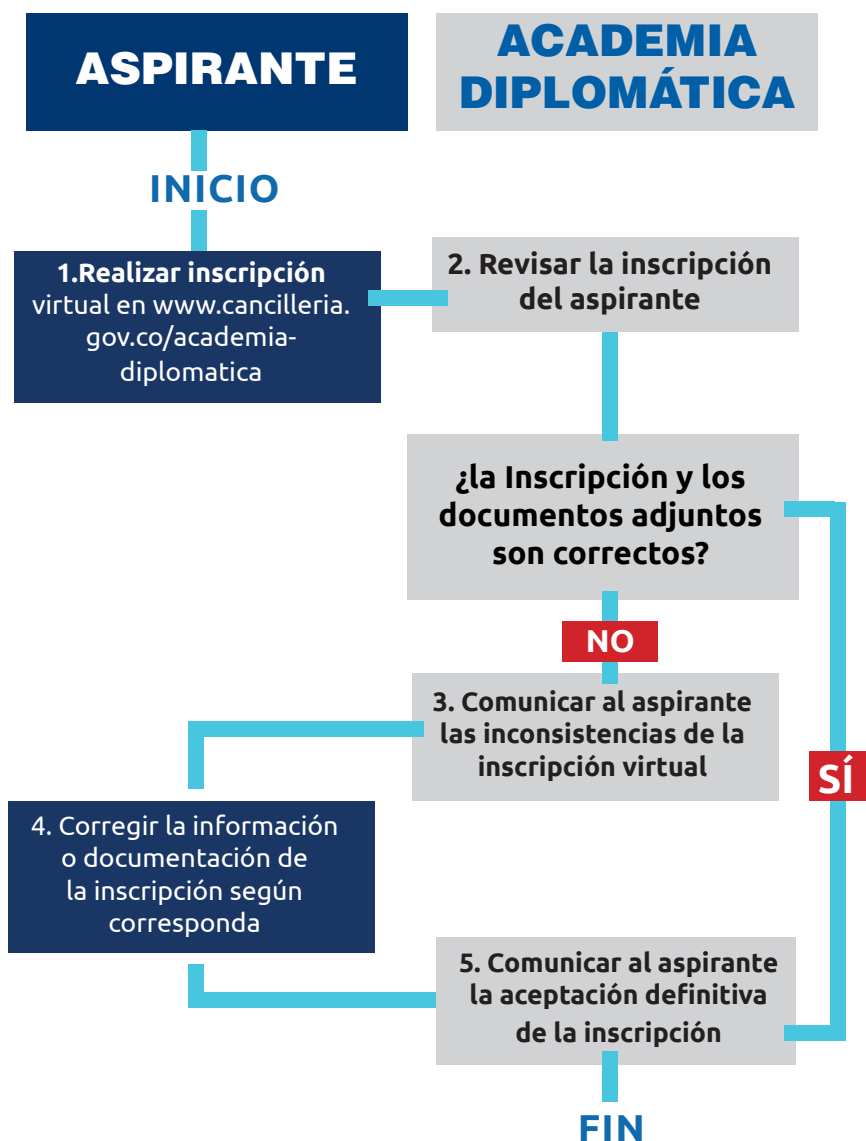 ASPIRANTE
ACADEMIA
DIPLOMÁTICA
INICIO
1.Realizar inscripción
virtual en www.cancilleria.
gov.co/academia-
diplomatica
2. Revisar la inscripción
del aspirante
¿la Inscripción y los
documentos adjuntos
son correctos?
NO
3. Comunicar al aspirante
las inconsistencias de la
inscripción virtual
SÍ
4. Corregir la información
o documentación de
la inscripción según
corresponda
5. Comunicar al aspirante
la aceptación definitiva
de la inscripción
FIN